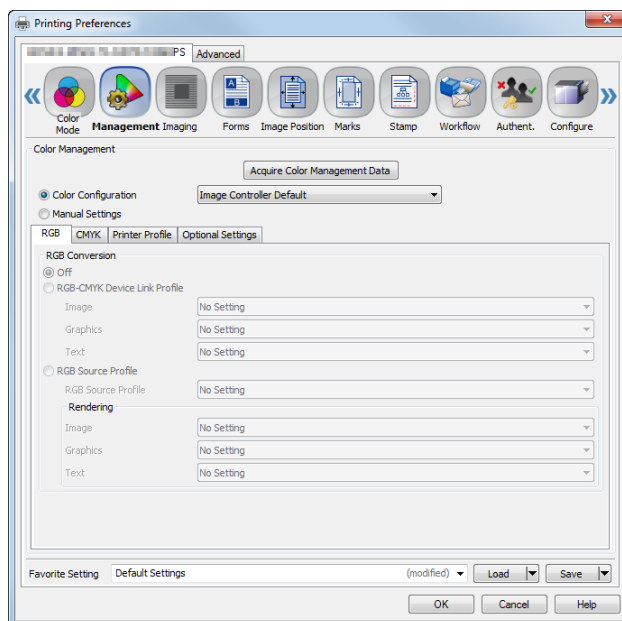 Printing Preferences
PS Advanced
Color Mode Management Imaging Forms Image Position Marks Stamp Workflow Authent. Configure
Color Management
Acquire Color Management Data
Color Configuration Image Controller Default
Manual Settings
RGB CMYK Printer Profile Optional Settings
RGB Conversion
Off
RGB-CMYK Device Link Profile
Image No Setting
Graphics No Setting
Text No Setting
RGB Source Profile
RGB Source Profile No Setting
Rendering
Image No Setting
Graphics No Setting
Text No Setting
Favorite Setting Default Settings (modified) Load Save
OK Cancel Help